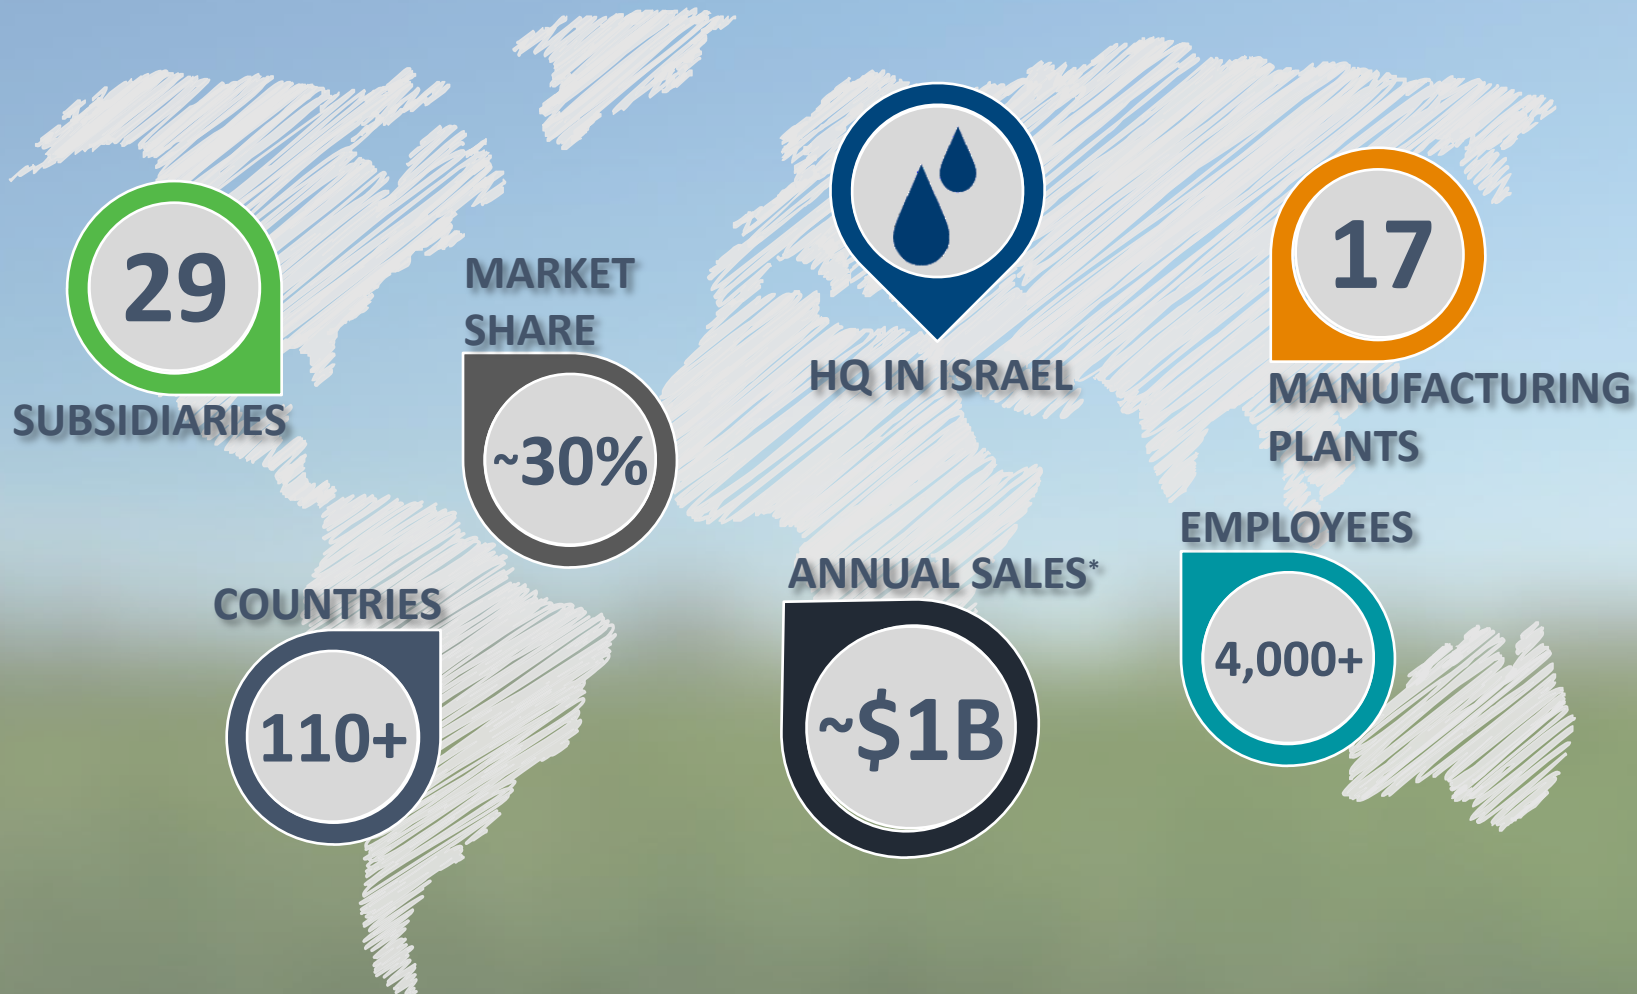 29
SUBSIDIARIES
MARKET
SHARE
~30%
HQ IN ISRAEL
17
MANUFACTURING
PLANTS
COUNTRIES
110+
ANNUAL SALES*
~$1B
EMPLOYEES
4,000+